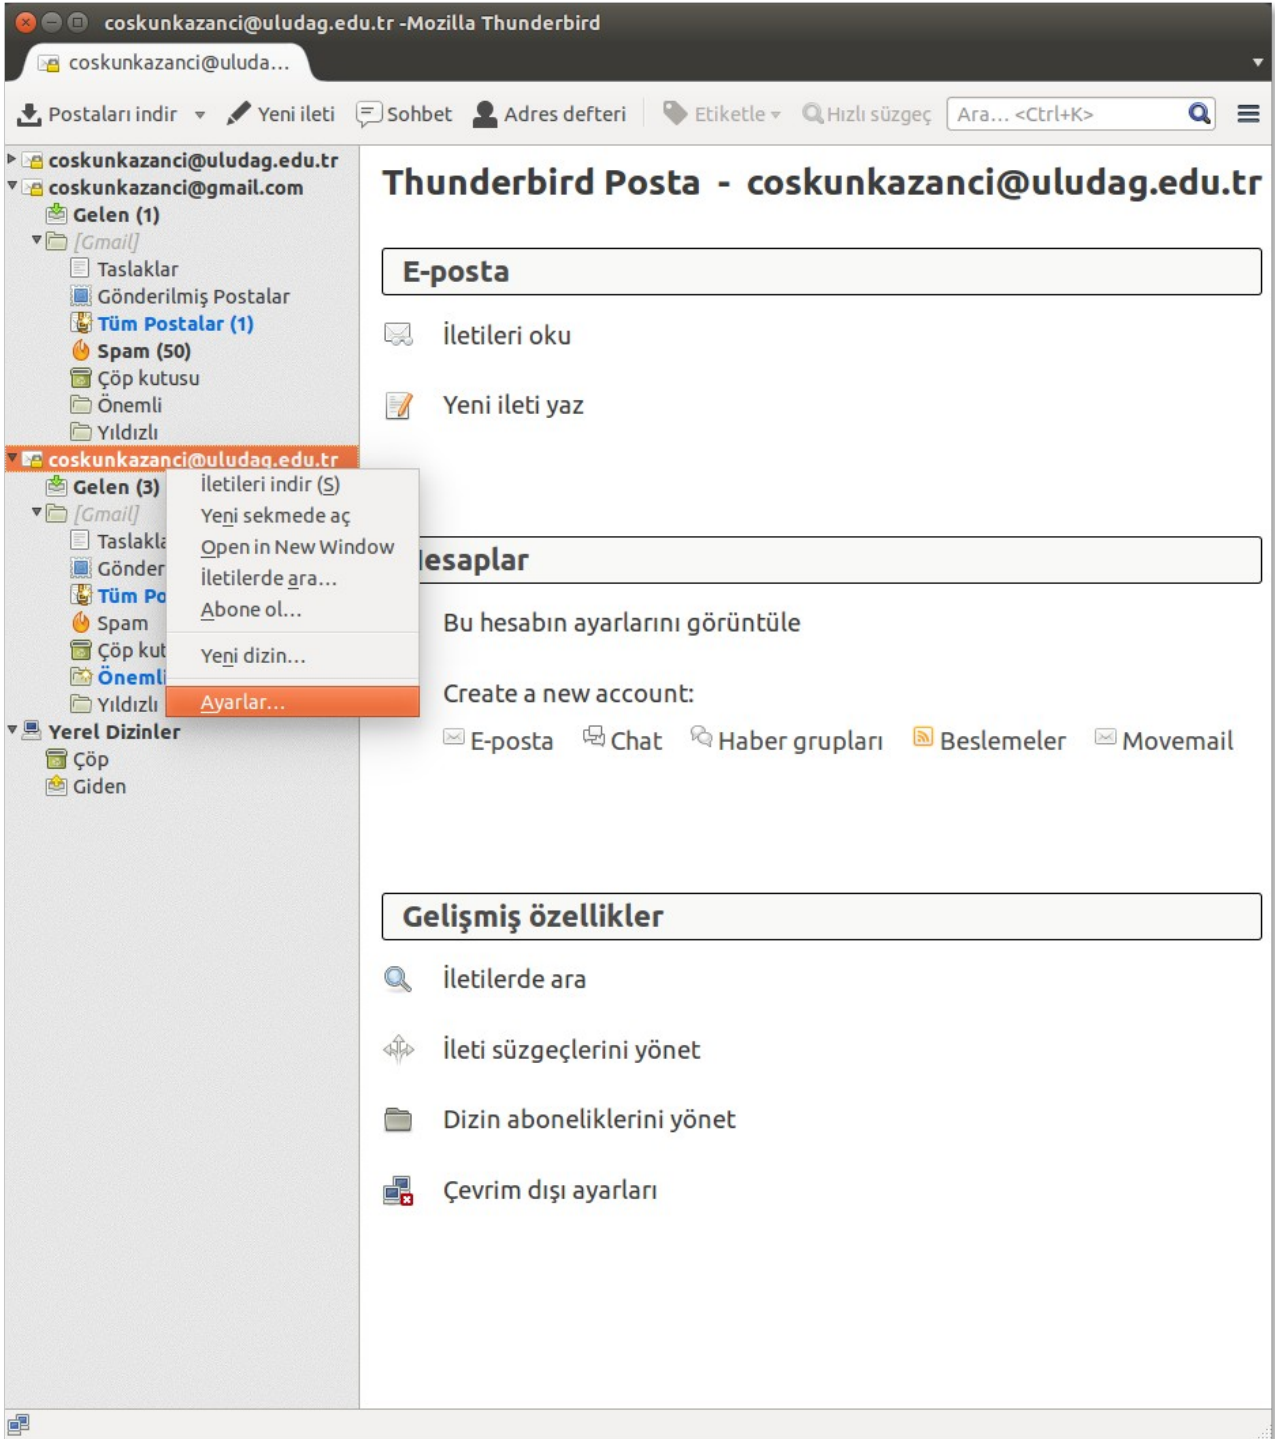 coskunkazanci@uludag.edu.tr -Mozilla Thunderbird
coskunkazanci@uluda...
Postaları indir Yeni ileti Sohbet Adres defteri Etiketle Hızlı süzgeç Ara... <Ctrl+K>
coskunkazanci@uludag.edu.tr
coskunkazanci@gmail.com
Gelen (1)
[Gmail]
Taslaklar
Gönderilmiş Postalar
Tüm Postalar (1)
Spam (50)
Çöp kutusu
Önemli
Yıldızlı
coskunkazanci@uludag.edu.tr
Gelen (3)
[Gmail]
Taslakla
Gönder
Tüm Po
Spam
Çöp kut
Önemli
Yıldızlı
Yerel Dizinler
Çöp
Giden
İletileri indir (S)
Yeni sekmede aç
Open in New Window
İletilerde ara...
Abone ol...
Yeni dizin...
Ayarlar...
Thunderbird Posta - coskunkazanci@uludag.edu.tr
E-posta
İletileri oku
Yeni ileti yaz
esaplar
Bu hesabın ayarlarını görüntüle
Create a new account:
E-posta Chat Haber grupları Beslemeler Movemail
Gelişmiş özellikler
İletilerde ara
İleti süzgeçlerini yönet
Dizin aboneliklerini yönet
Çevrim dışı ayarları